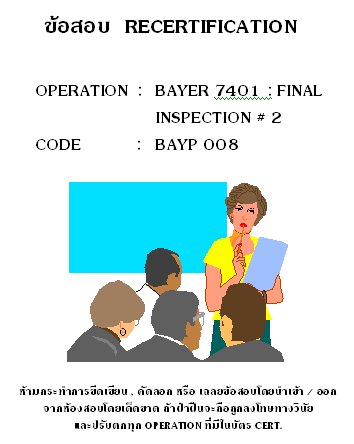 ข้อสอบ RECERTIFICATION
OPERATION : BAYER 7401 : FINAL
INSPECTION # 2
CODE : BAYP 008
ห้ามกระทำการขีดเขียน , คัดลอก หรือ เฉลยข้อสอบโดยนำเข้า / ออก
จากห้องสอบโดยเด็ดขาด ถ้าฝ่าฝืนจะถือถูกลงโทษทางวินัย
และปรับตกทุก OPERATION ที่มีในบัตร CERT.